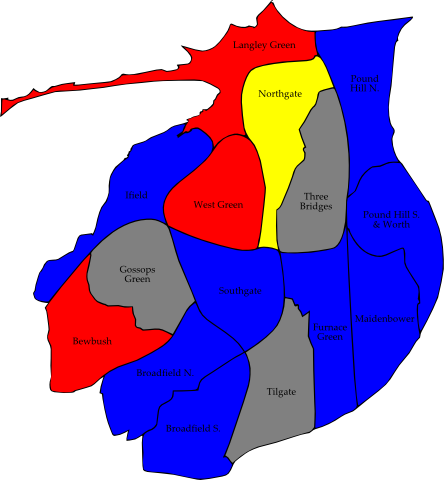 Langley Green
Pound
Hill N.
Northgate
Ifield
West Green
Three
Bridges
Pound Hill S.
& Worth
Gossops
Green
Southgate
Bewbush
Furnace
Green
Maidenbower
Broadfield N.
Tilgate
Broadfield S.